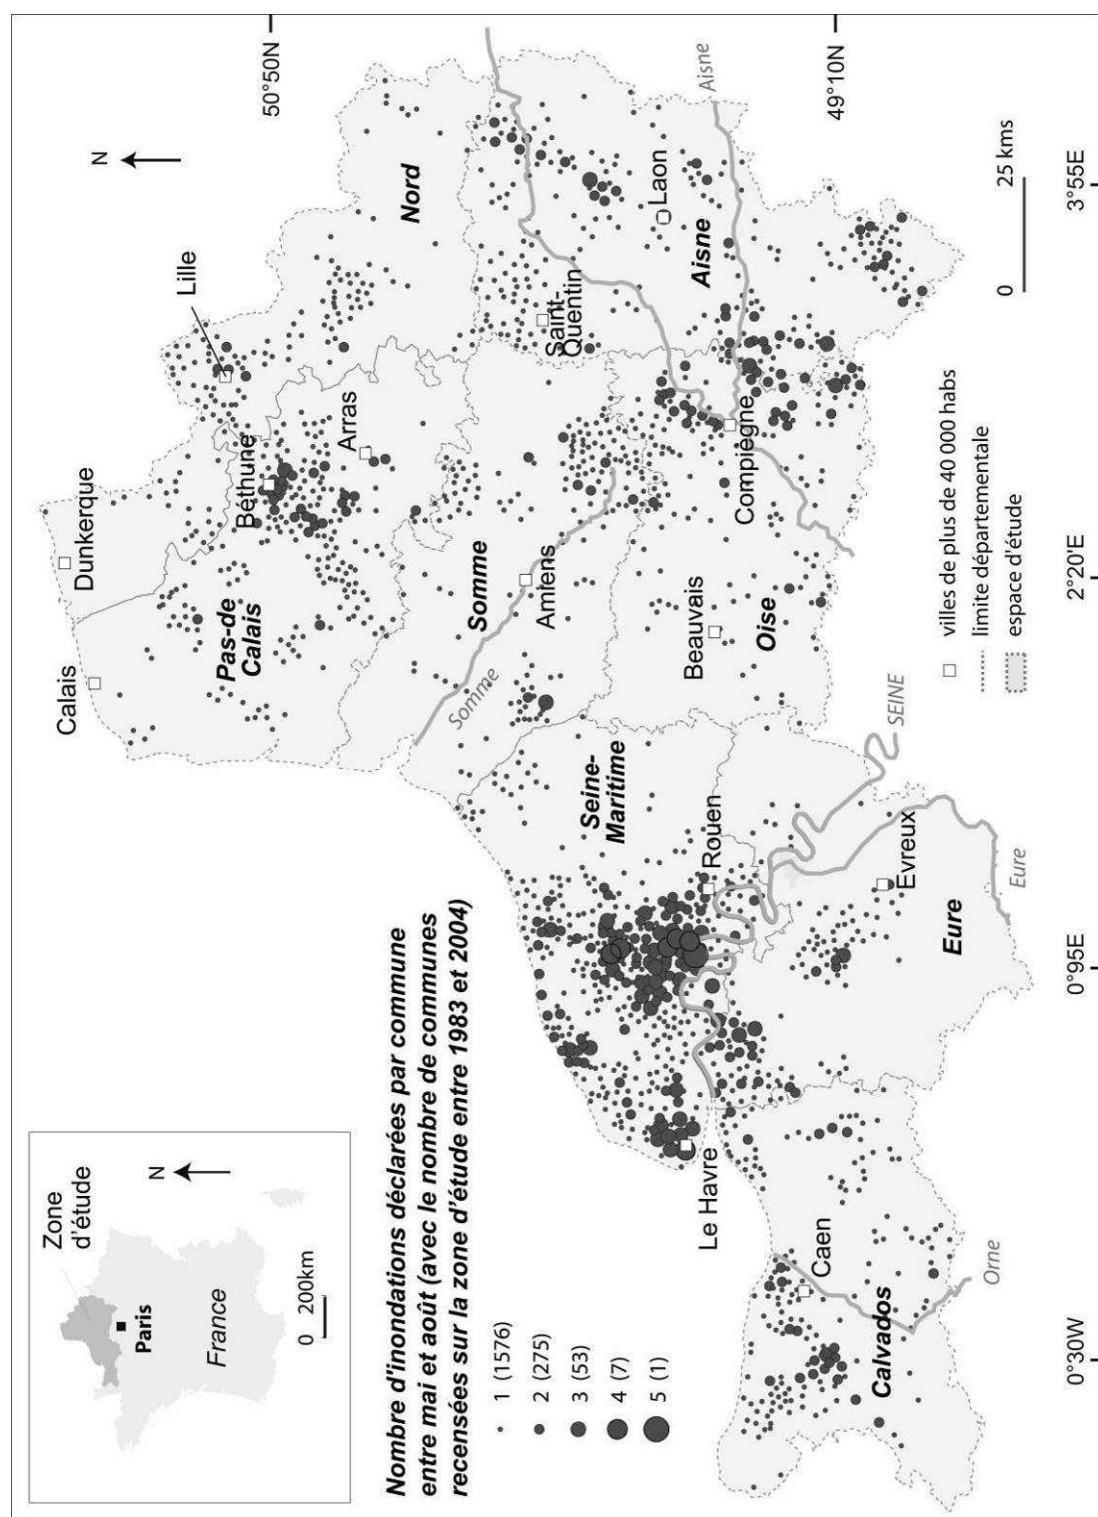 Zone
d'étude
N
Paris
France
0 200km
Nombre d'inondations déclarées par commune
entre mai et août (avec le nombre de communes
recensées sur la zone d'étude entre 1983 et 2004)
1 (1576)
2 (275)
3 (53)
4 (7)
5 (1)
N
50°50N
49°10N
Calais
Dunkerque
Lille
Béthune
Pas-de
Calais
Arras
Nord
Somme
Somme
Amiens
Saint-
Quentin
Aisne
Laon
Aisne
Seine-
Maritime
Beauvais
Oise
Compiègne
Le Havre
Rouen
SEINE
Caen
Calvados
Orne
Evreux
Eure
Eure
villes de plus de 40 000 habs
limite départementale
espace d'étude
0 25 kms
0°30W
0°95E
2°20'E
3°55E